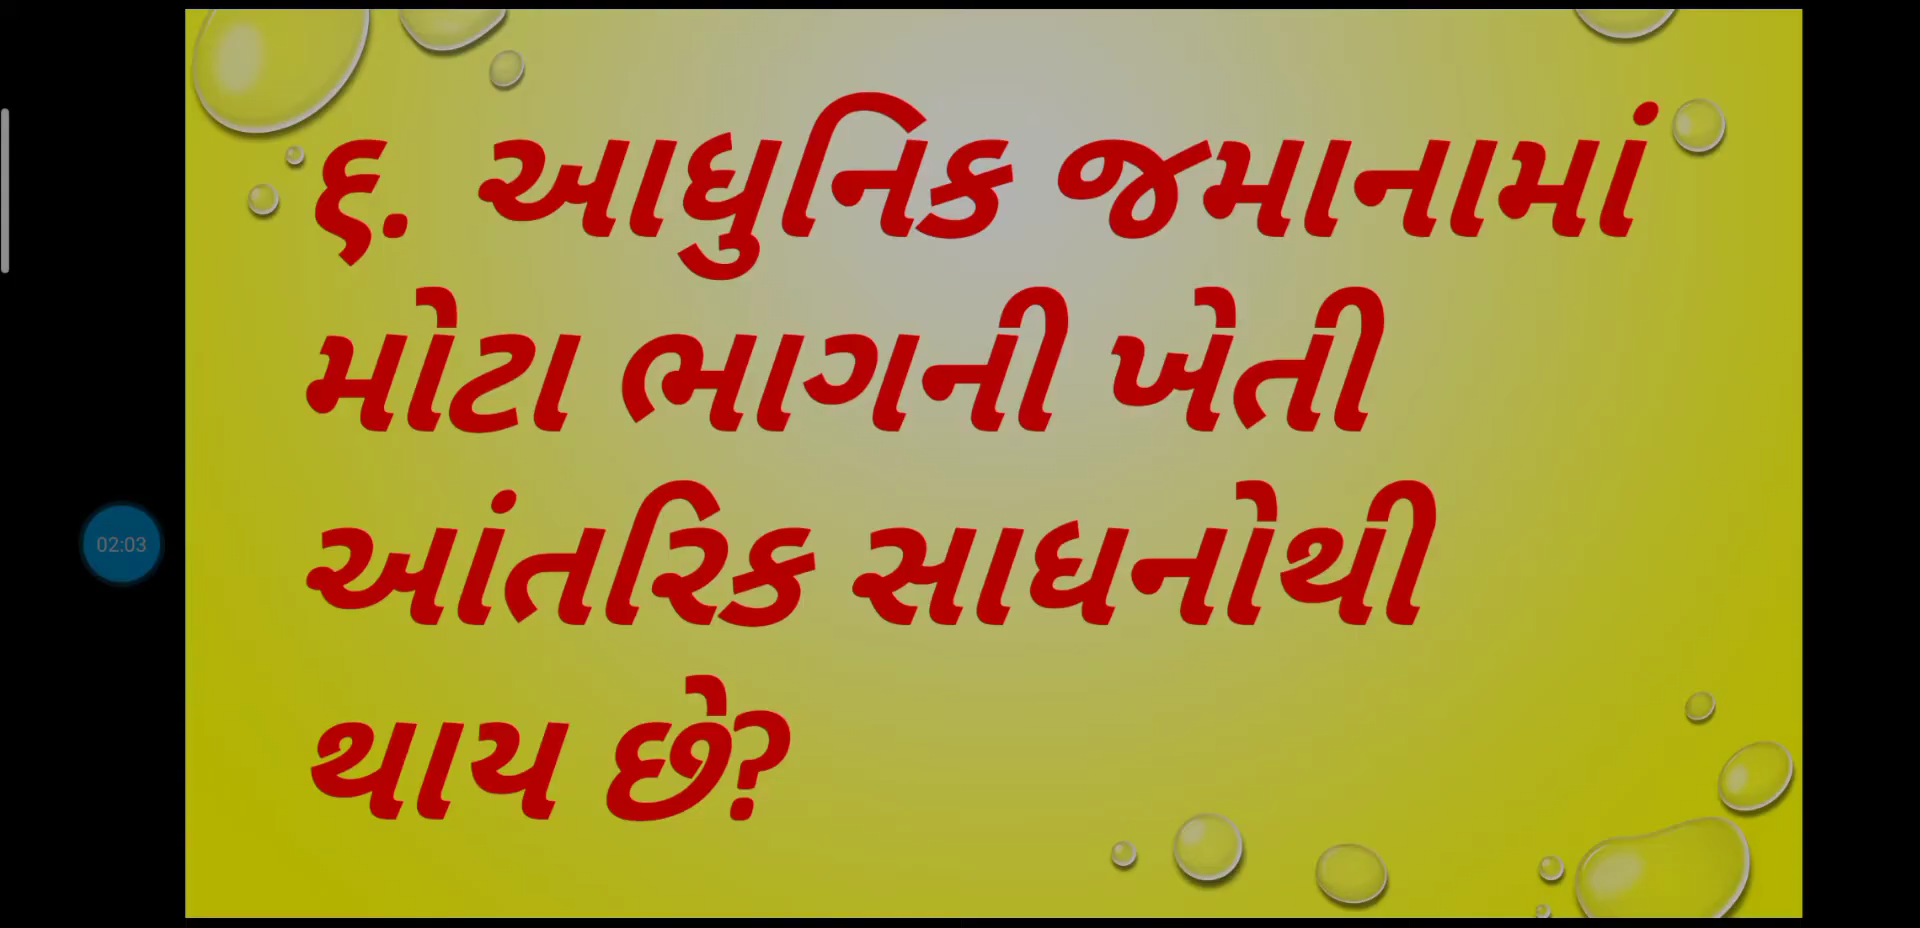 ૬. આધુનિક જમાનામાં
મોટા ભાગની ખેતી
આંતરિક સાધનોથી
થાય છે?
02:03